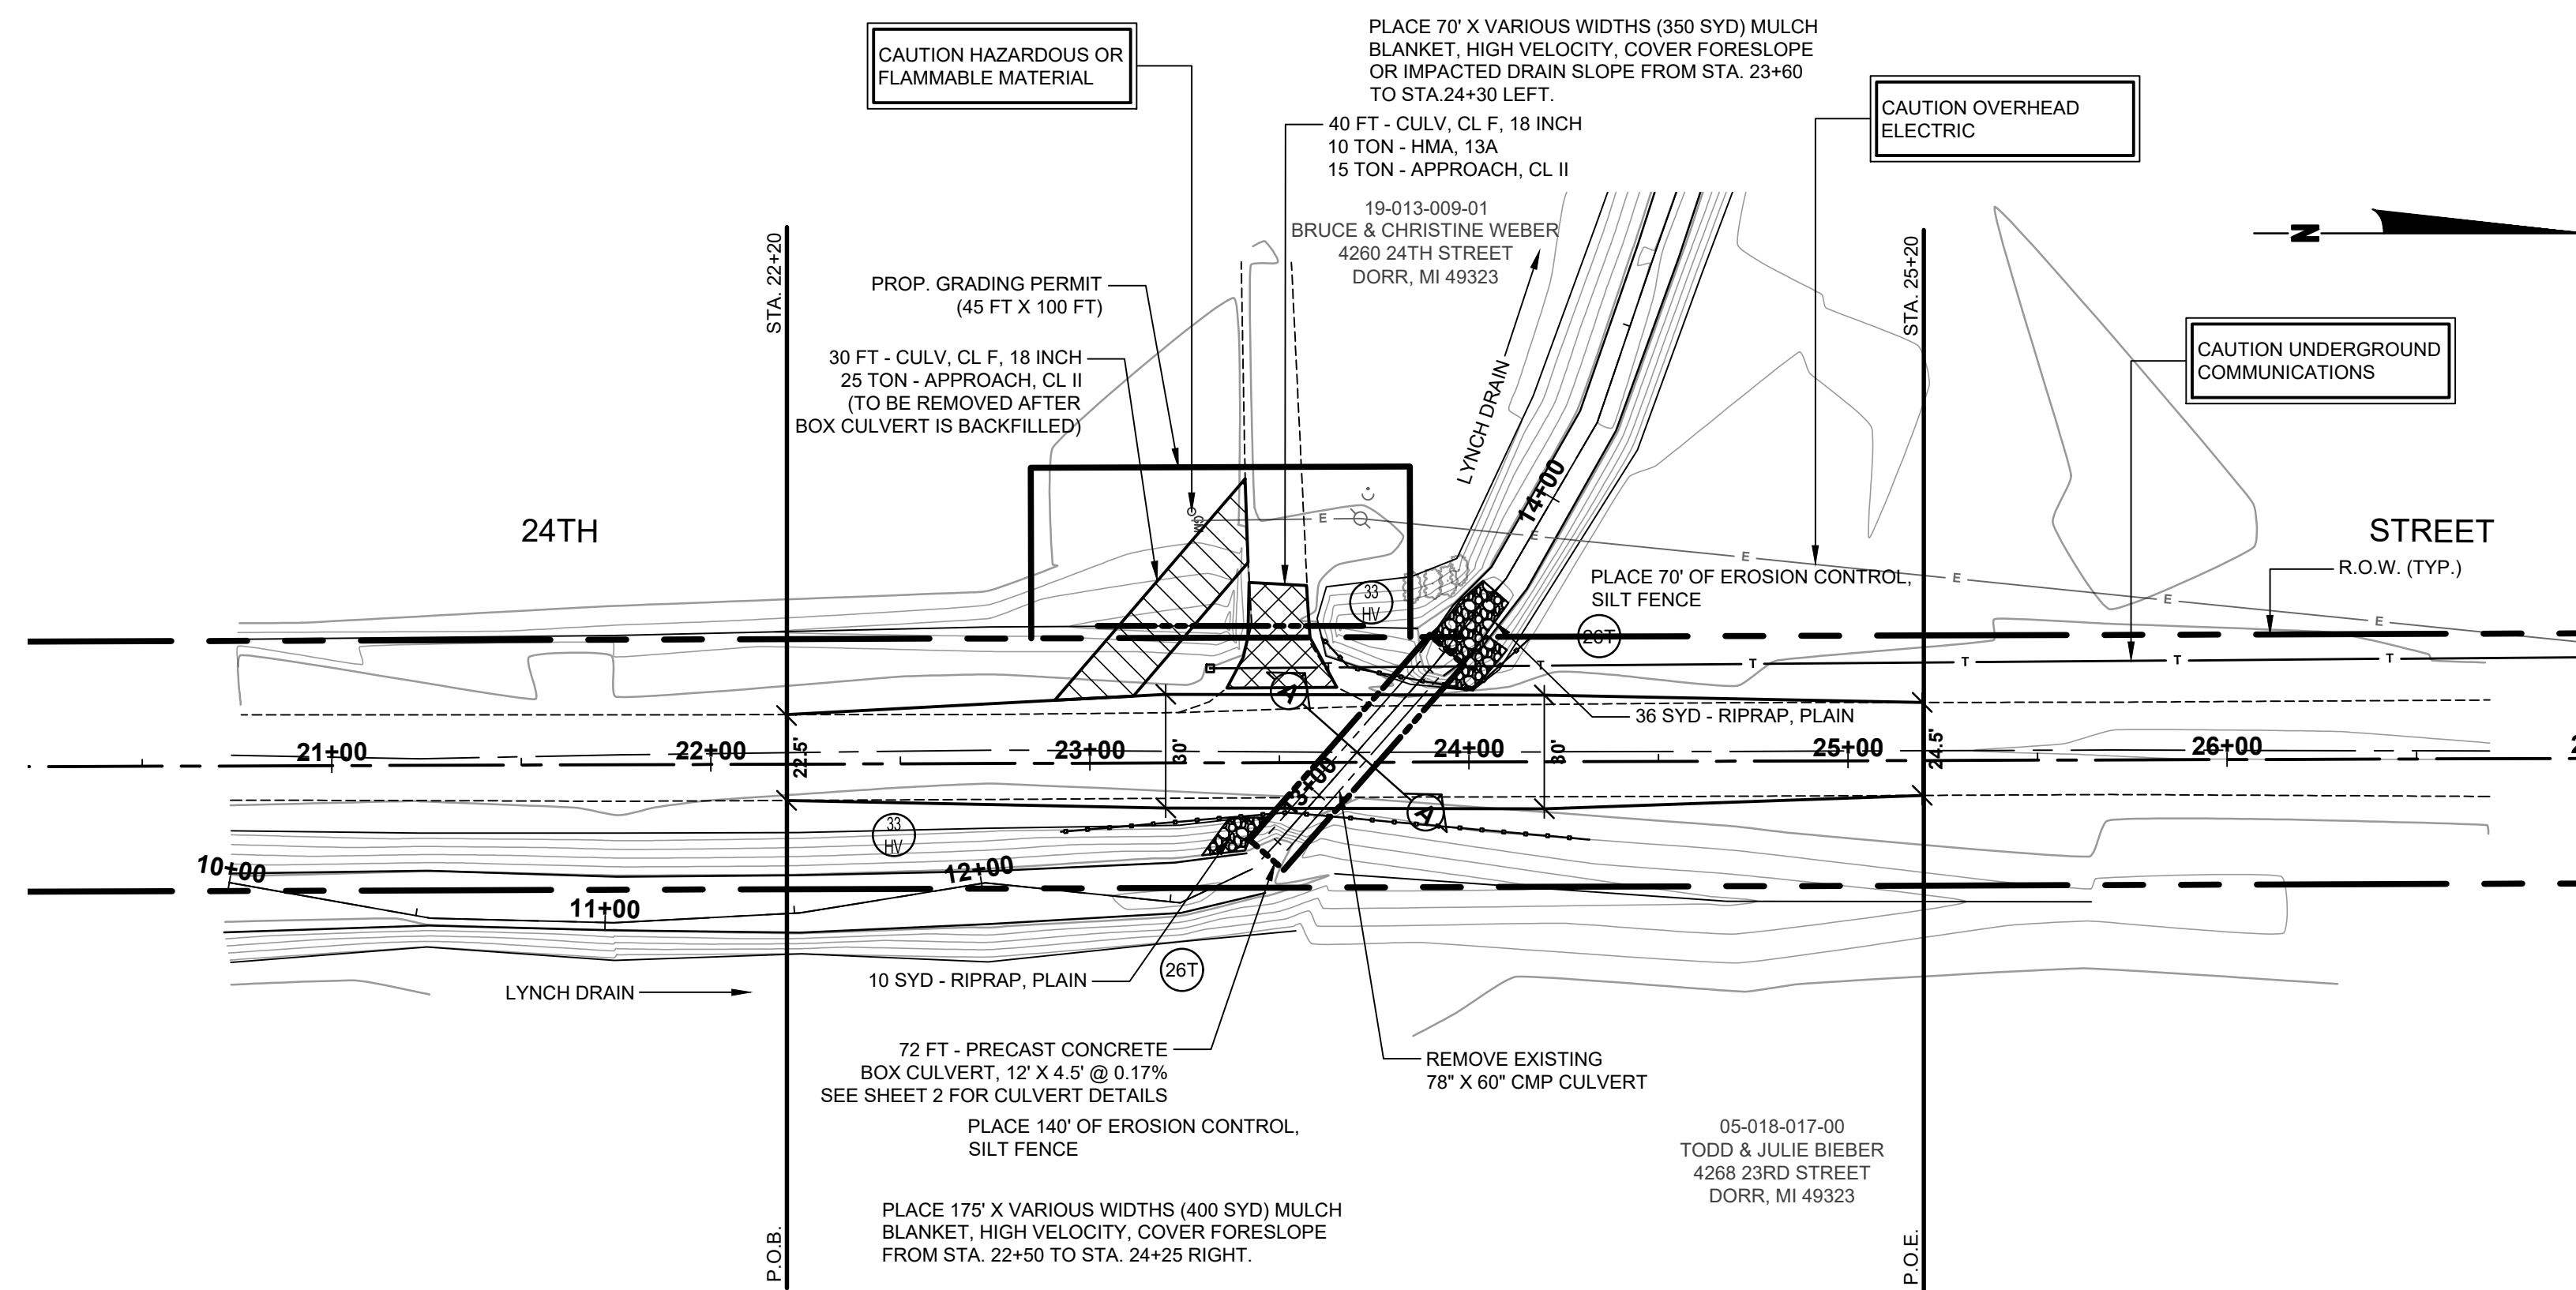 PLACE 70' X VARIOUS WIDTHS (350 SYD) MULCH
BLANKET, HIGH VELOCITY, COVER FORESLOPE
OR IMPACTED DRAIN SLOPE FROM STA. 23+60
TO STA.24+30 LEFT.
CAUTION HAZARDOUS OR
FLAMMABLE MATERIAL
40 FT - CULV, CL F, 18 INCH
10 TON - HMA, 13A
15 TON - APPROACH, CL II
CAUTION OVERHEAD
ELECTRIC
19-013-009-01
BRUCE & CHRISTINE WEBER
4260 24TH STREET
DORR, MI 49323
N
STA. 22+20
STA. 25+20
PROP. GRADING PERMIT
(45 FT X 100 FT)
30 FT - CULV, CL F, 18 INCH
25 TON - APPROACH, CL II
(TO BE REMOVED AFTER
BOX CULVERT IS BACKFILLED)
LYNCH DRAIN
CAUTION UNDERGROUND
COMMUNICATIONS
14+00
24TH
STREET
GM
E
E
E
E
E
E
R.O.W. (TYP.)
PLACE 70' OF EROSION CONTROL,
SILT FENCE
33
HV
26T
T
T
T
T
T
T
A
36 SYD - RIPRAP, PLAIN
21+00
22+00
22.5'
23+00
30'
24+00
30'
25+00
24.5'
26+00
2
13+00
A
33
HV
10+00
11+00
12+00
LYNCH DRAIN
10 SYD - RIPRAP, PLAIN
26T
72 FT - PRECAST CONCRETE
BOX CULVERT, 12' X 4.5' @ 0.17%
SEE SHEET 2 FOR CULVERT DETAILS
REMOVE EXISTING
78" X 60" CMP CULVERT
PLACE 140' OF EROSION CONTROL,
SILT FENCE
05-018-017-00
TODD & JULIE BIEBER
4268 23RD STREET
DORR, MI 49323
PLACE 175' X VARIOUS WIDTHS (400 SYD) MULCH
BLANKET, HIGH VELOCITY, COVER FORESLOPE
FROM STA. 22+50 TO STA. 24+25 RIGHT.
P.O.B.
P.O.E.